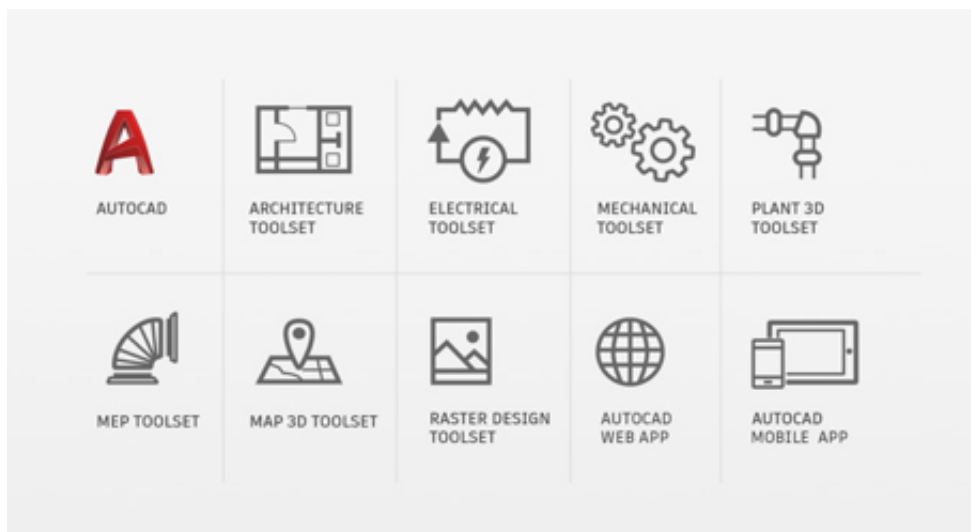 AUTOCAD
ARCHITECTURE
TOOLSET
ELECTRICAL
TOOLSET
MECHANICAL
TOOLSET
PLANT 3D
TOOLSET
MEP TOOLSET
MAP 3D TOOLSET
RASTER DESIGN
TOOLSET
AUTOCAD
WEB APP
AUTOCAD
MOBILE APP